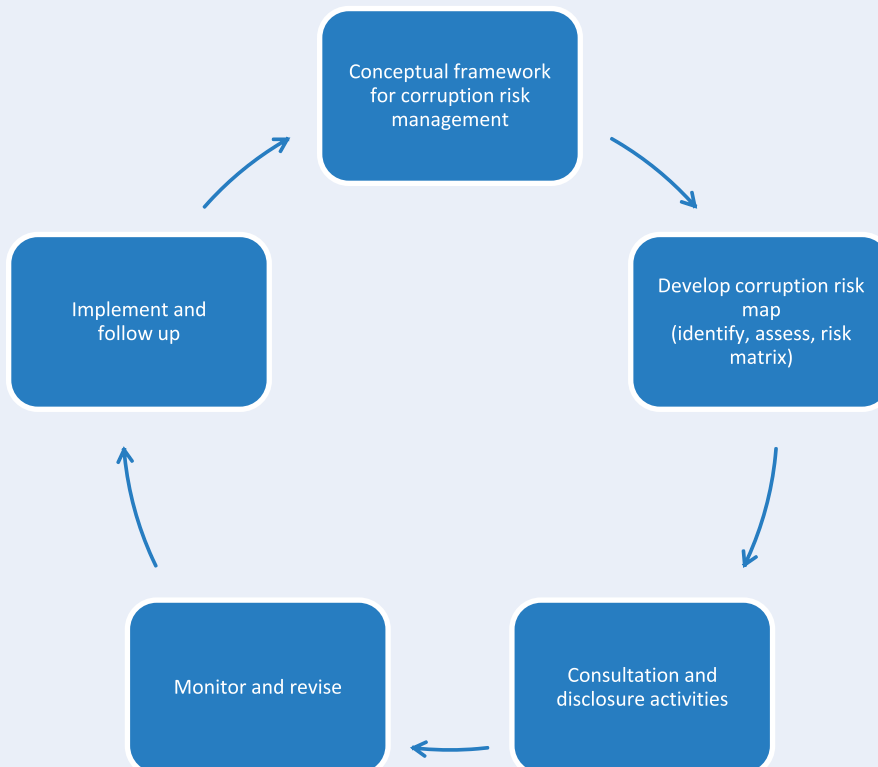 Conceptual framework
for corruption risk
management
Develop corruption risk
map
(identify, assess, risk
matrix)
Consultation and
disclosure activities
Monitor and revise
Implement and
follow up